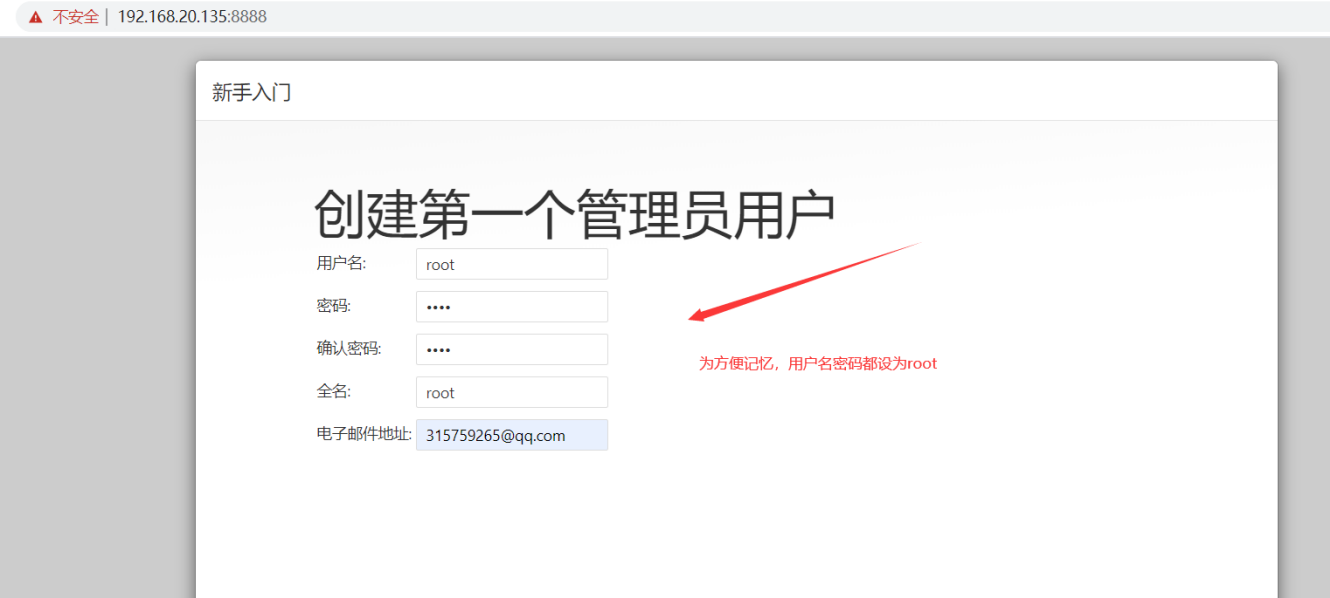 不安全 | 192.168.20.135:8888
新手入门
创建第一个管理员用户
用户名: root
密码: ••••
确认密码: ••••
全名: root
为方便记忆，用户名密码都设为root
电子邮件地址: 315759265@qq.com